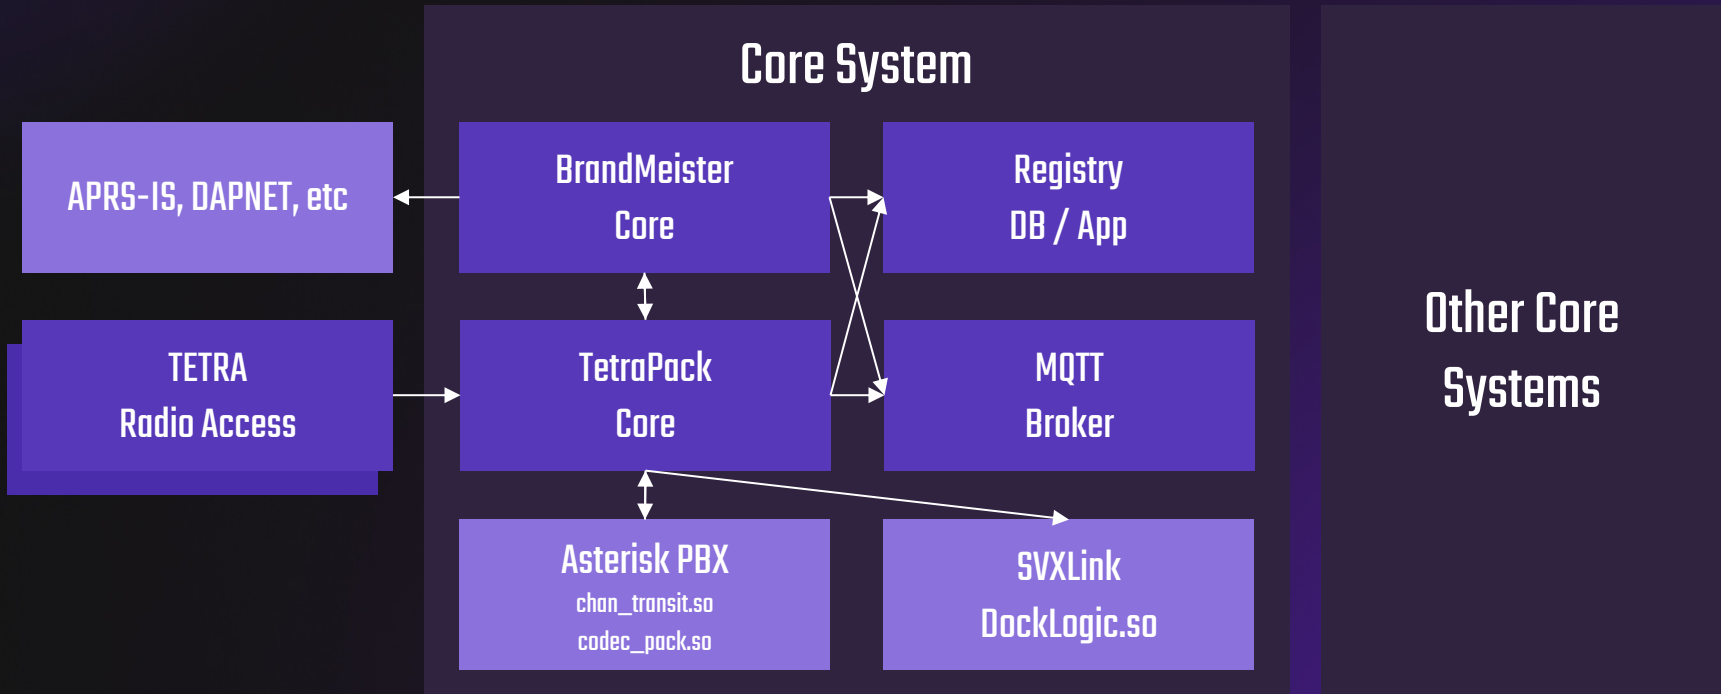 Core System
APRS-IS, DAPNET, etc
BrandMeister
Core
Registry
DB / App
TETRA
Radio Access
TetraPack
Core
MQTT
Broker
Other Core
Systems
Asterisk PBX
chan_transit.so
codec_pack.so
SVXLink
DockLogic.so